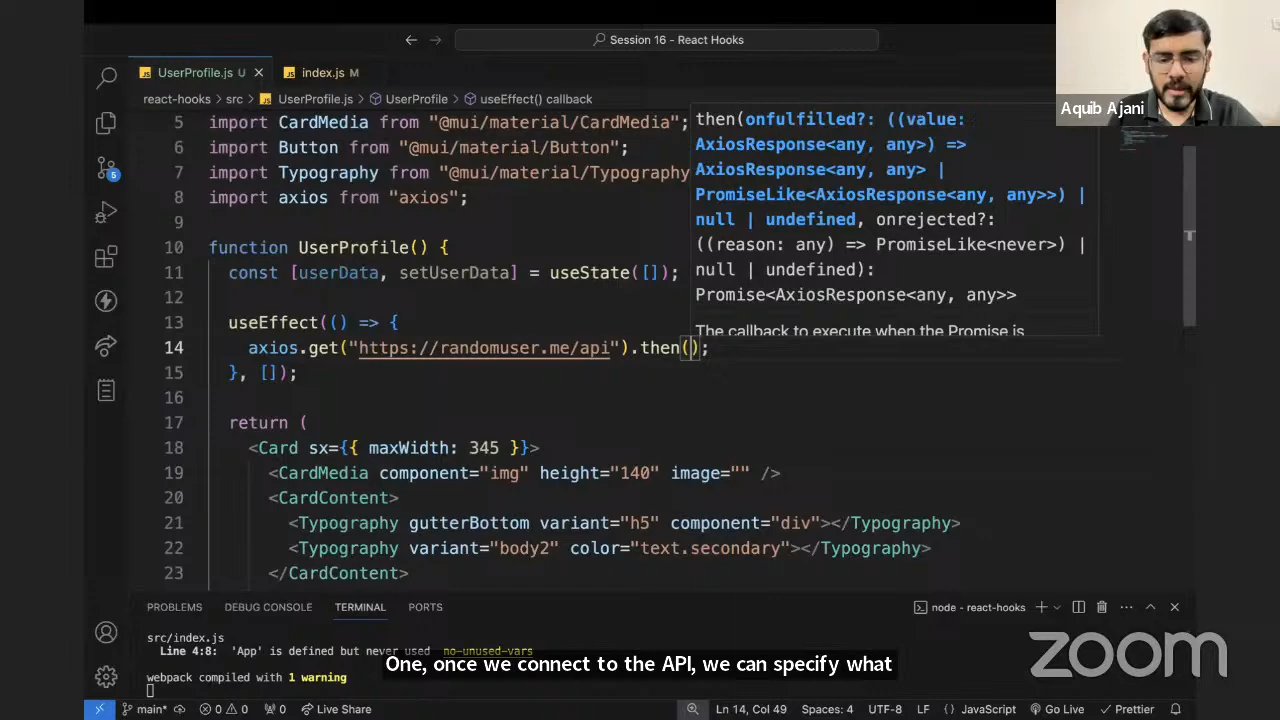 Session 16 - React Hooks
Aquib Ajani
UserProfile.js U
index.js M
react-hooks > src > UserProfile.js > UserProfile > useEffect() callback
5 import CardMedia from "@mui/material/CardMedia";
6 import Button from "@mui/material/Button";
7 import Typography from "@mui/material/Typography
8 import axios from "axios";
9
10 function UserProfile() {
11 const [userData, setUserData] = useState([]);
12
13 useEffect(() => {
14 axios.get("https://randomuser.me/api").then();
15 }, []);
16
17 return (
18 <Card sx={{ maxWidth: 345 }}>
19 <CardMedia component="img" height="140" image="" />
20 <CardContent>
21 <Typography gutterBottom variant="h5" component="div"></Typography>
22 <Typography variant="body2" color="text.secondary"></Typography>
23 </CardContent>
then(onfulfilled?: ((value:
AxiosResponse<any, any>) =>
AxiosResponse<any, any> |
PromiseLike<AxiosResponse<any, any>>) |
null | undefined, onrejected?:
((reason: any) => PromiseLike<never>) |
null | undefined):
Promise<AxiosResponse<any, any>>
The callback to execute when the Promise is
5
PROBLEMS DEBUG CONSOLE TERMINAL PORTS
node - react-hooks
src/index.js
Line 4:8: 'App' is defined but never used no-unused-vars
webpack compiled with 1 warning
One, once we connect to the API, we can specify what
zoom
main* 0 0 0 Live Share
Ln 14, Col 49 Spaces: 4 UTF-8 LF {} JavaScript Go Live Prettier